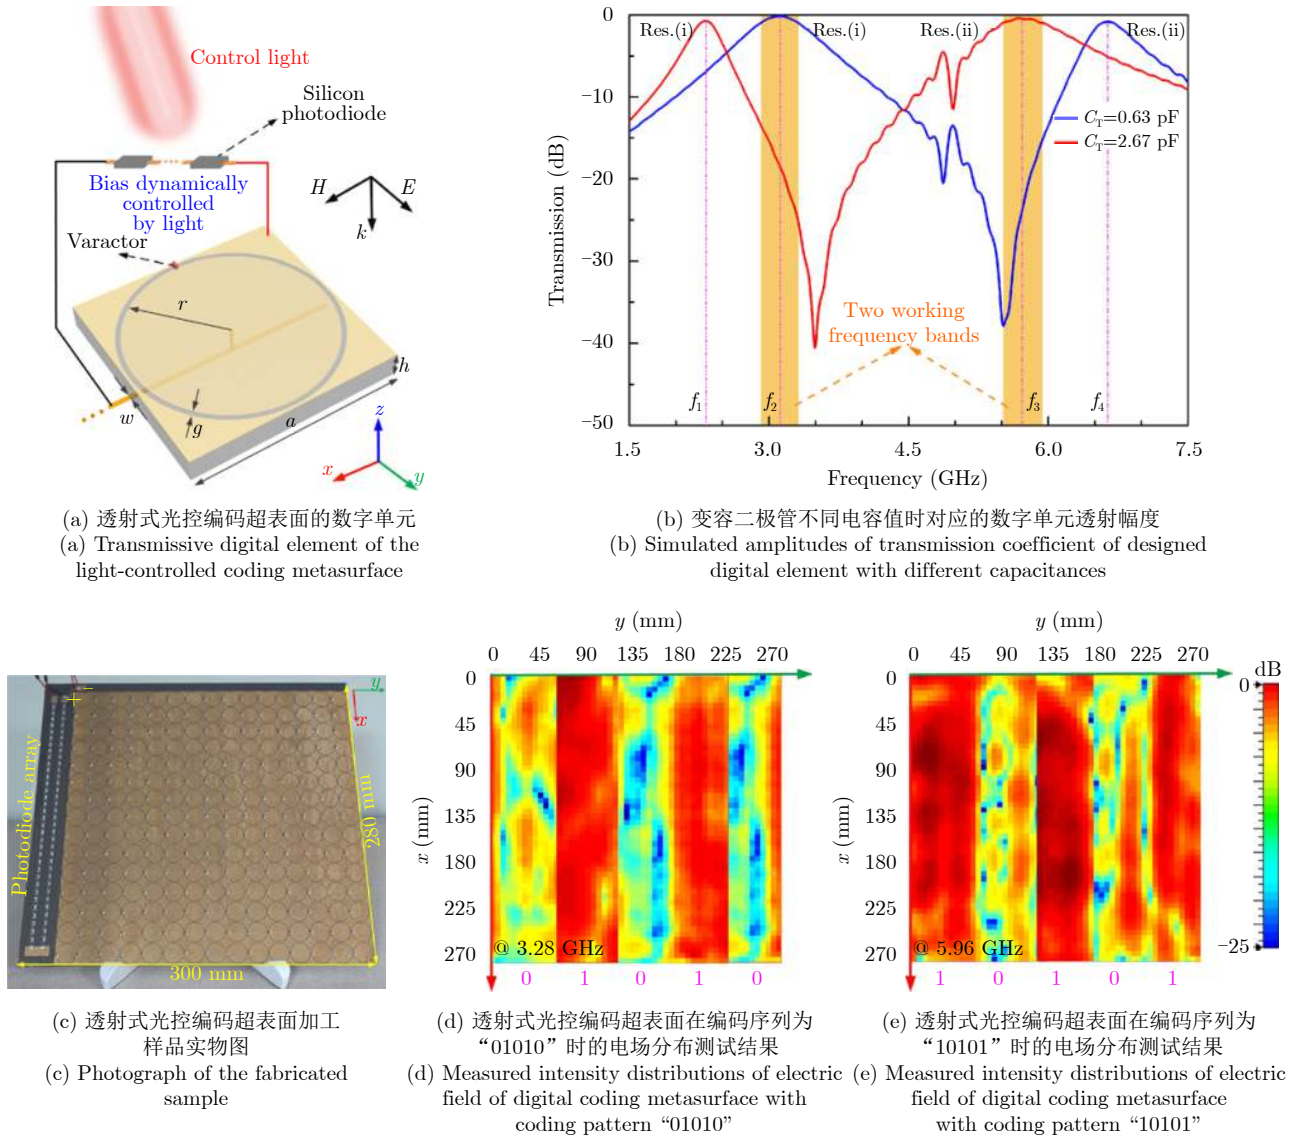 Control light
Silicon
photodiode
Bias dynamically
controlled
by light
H
E
k
Varactor
r
h
w
g
a
z
x
y
(a) 透射式光控编码超表面的数字单元
(a) Transmissive digital element of the
light-controlled coding metasurface
Transmission (dB)
0
−10
−20
−30
−40
−50
Res.(i)
Res.(i)
Res.(ii)
Res.(ii)
C_T=0.63 pF
C_T=2.67 pF
Two working
frequency bands
f₁
f₂
f₃
f₄
1.5 3.0 4.5 6.0 7.5
Frequency (GHz)
(b) 变容二极管不同电容值时对应的数字单元透射幅度
(b) Simulated amplitudes of transmission coefficient of designed
digital element with different capacitances
Photodiode array
+ −
y
x
280 mm
300 mm
(c) 透射式光控编码超表面加工
样品实物图
(c) Photograph of the fabricated
sample
y (mm)
0 45 90 135 180 225 270
x (mm)
0
45
90
135
180
225
270
@ 3.28 GHz
0 1 0 1 0
(d) 透射式光控编码超表面在编码序列为
“01010”时的电场分布测试结果
(d) Measured intensity distributions of electric
field of digital coding metasurface with
coding pattern “01010”
y (mm)
0 45 90 135 180 225 270
x (mm)
0
45
90
135
180
225
270
@ 5.96 GHz
1 0 1 0 1
dB
0
−25
(e) 透射式光控编码超表面在编码序列为
“10101”时的电场分布测试结果
(e) Measured intensity distributions of electric
field of digital coding metasurface
with coding pattern “10101”